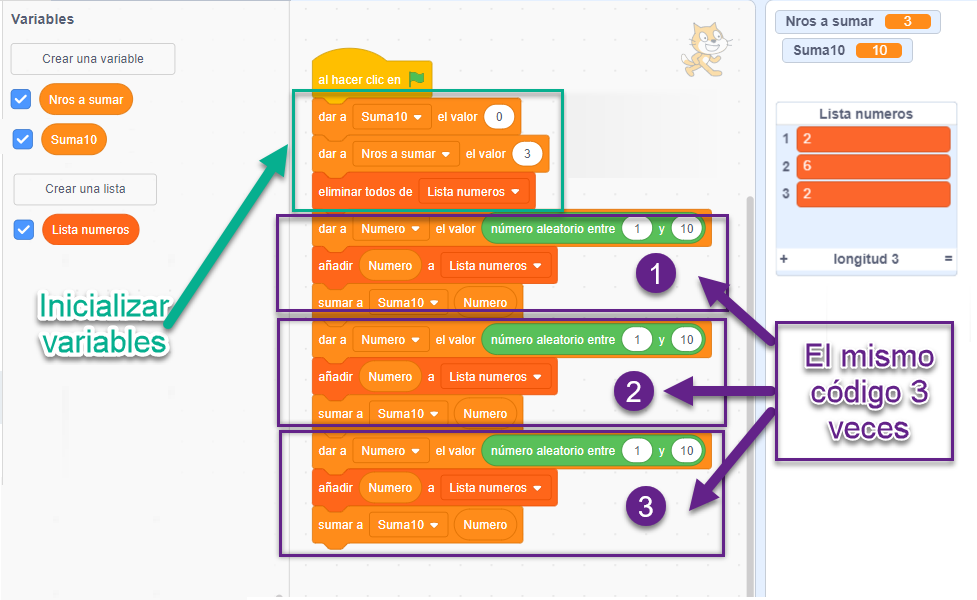 Variables
Crear una variable
Nros a sumar
Suma10
Crear una lista
Lista numeros
Inicializar
variables
al hacer clic en
dar a Suma10 el valor 0
dar a Nros a sumar el valor 3
eliminar todos de Lista numeros
dar a Numero el valor número aleatorio entre 1 y 10
añadir Numero a Lista numeros
sumar a Suma10 Numero
1
dar a Numero el valor número aleatorio entre 1 y 10
añadir Numero a Lista numeros
sumar a Suma10 Numero
2
dar a Numero el valor número aleatorio entre 1 y 10
añadir Numero a Lista numeros
sumar a Suma10 Numero
3
Nros a sumar 3
Suma10 10
Lista numeros
1 2
2 6
3 2
+ longitud 3 =
El mismo
código 3
veces